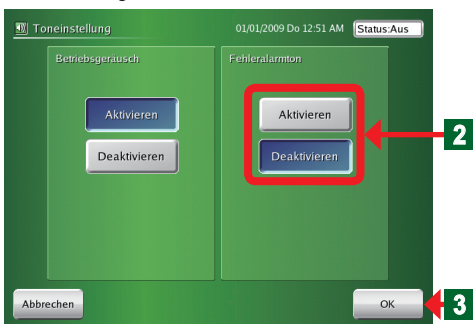 Toneinstellung 01/01/2009 Do 12:51 AM Status:Aus
Betriebsgeräusch Fehleralarmton
Aktivieren Aktivieren
2
Deaktivieren Deaktivieren
Abbrechen OK 3